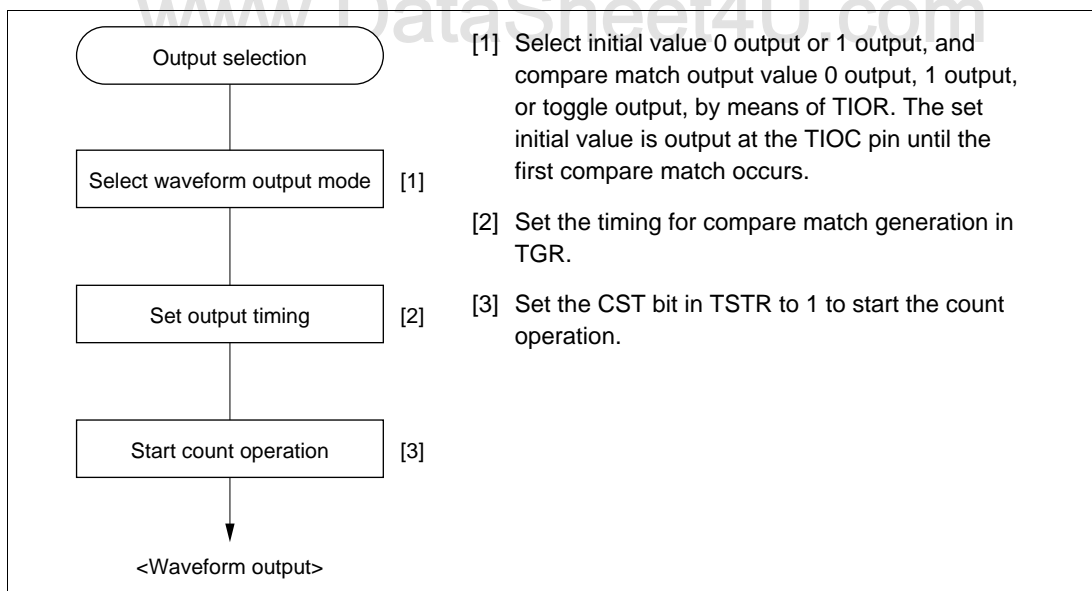 www.DataSheet4U.com
Output selection
Select waveform output mode
[1]
Set output timing
[2]
Start count operation
[3]
<Waveform output>
[1] Select initial value 0 output or 1 output, and
compare match output value 0 output, 1 output,
or toggle output, by means of TIOR. The set
initial value is output at the TIOC pin until the
first compare match occurs.
[2] Set the timing for compare match generation in
TGR.
[3] Set the CST bit in TSTR to 1 to start the count
operation.